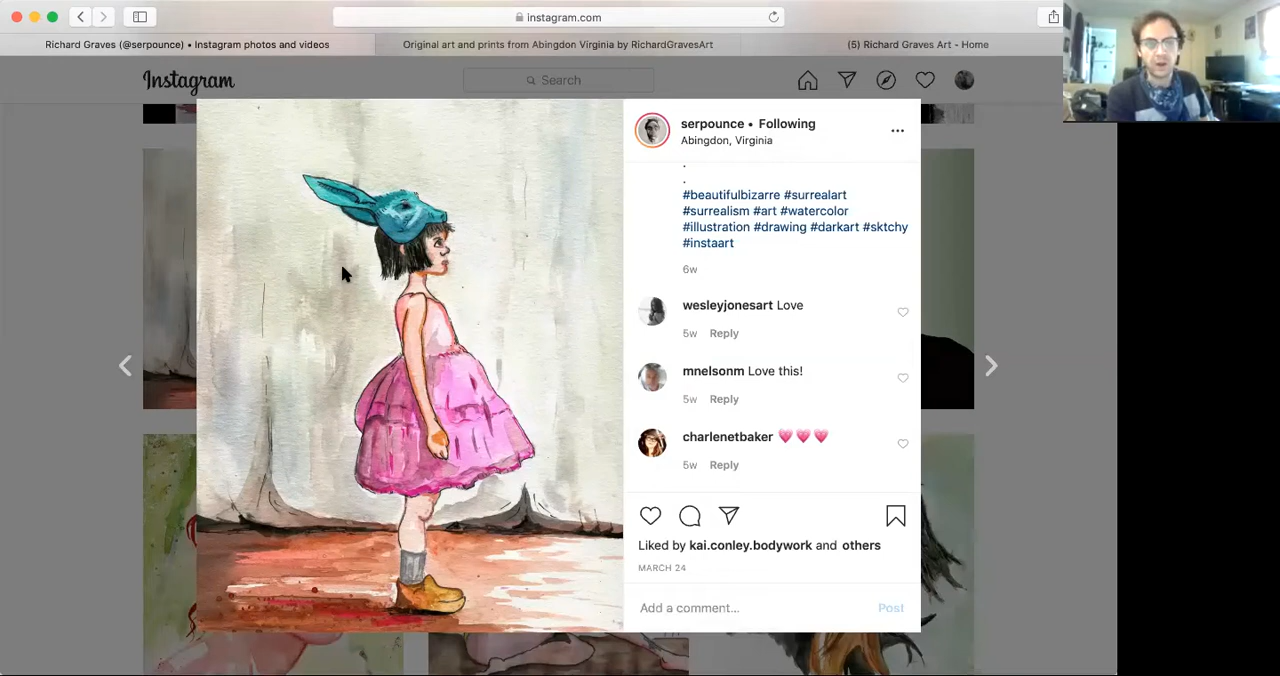 instagram.com
Richard Graves (@serpounce) • Instagram photos and videos
Original art and prints from Abingdon Virginia by RichardGravesArt
(5) Richard Graves Art - Home
Instagram
Search
serpounce • Following
Abingdon, Virginia
.
.
#beautifulbizarre #surrealart
#surrealism #art #watercolor
#illustration #drawing #darkart #sktchy
#instaart
6w
wesleyjonesart Love
5w Reply
mnelsonm Love this!
5w Reply
charlenetbaker 💗💗💗
5w Reply
Liked by kai.conley.bodywork and others
MARCH 24
Add a comment...
Post